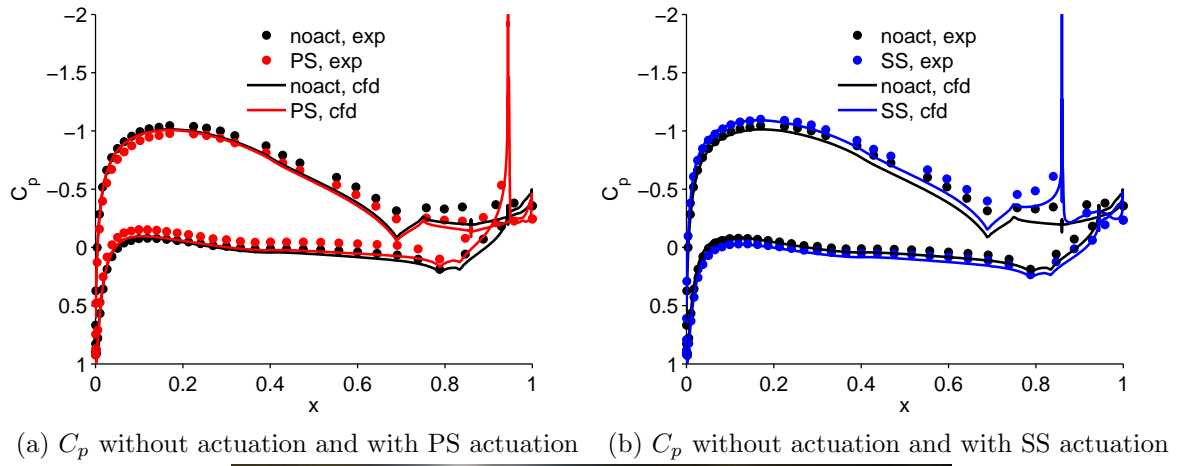 −2
−1.5
−1
−0.5
0
0.5
1
C_p
0 0.2 0.4 0.6 0.8 1
x
noact, exp
PS, exp
noact, cfd
PS, cfd
−2
−1.5
−1
−0.5
0
0.5
1
C_p
0 0.2 0.4 0.6 0.8 1
x
noact, exp
SS, exp
noact, cfd
SS, cfd
(a) C_p without actuation and with PS actuation
(b) C_p without actuation and with SS actuation